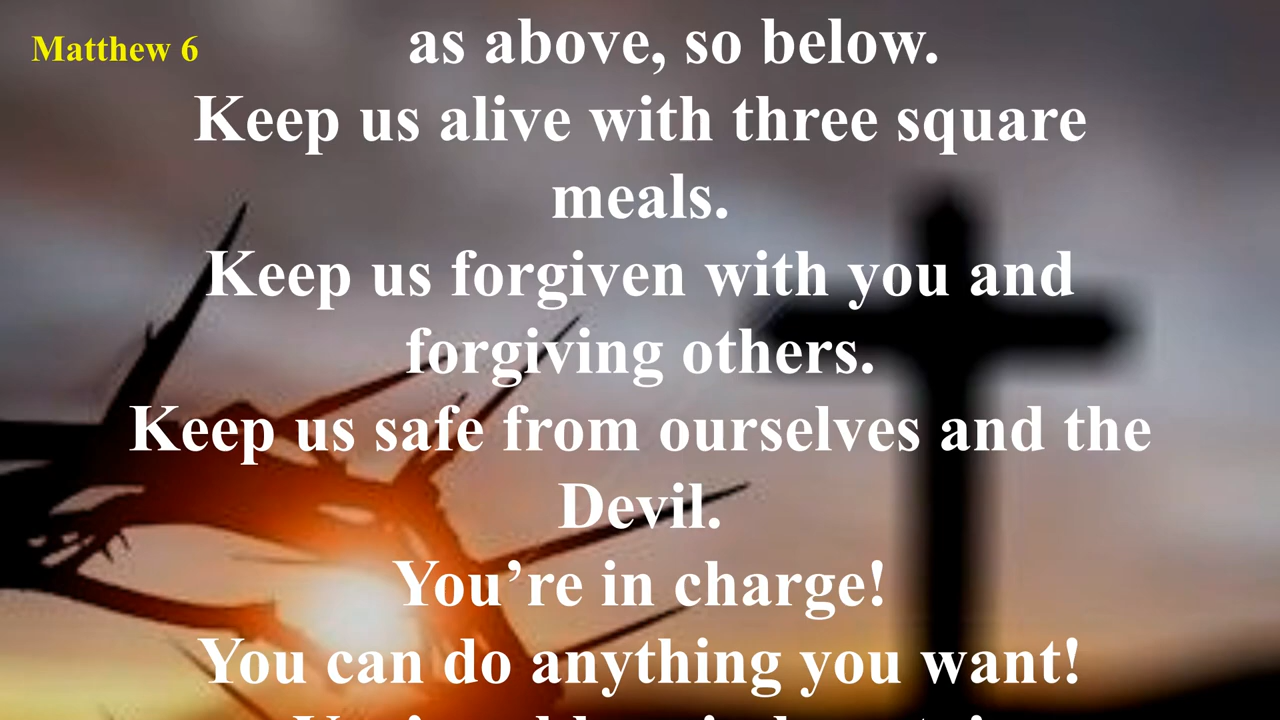 Matthew 6
as above, so below.
Keep us alive with three square
meals.
Keep us forgiven with you and
forgiving others.
Keep us safe from ourselves and the
Devil.
You’re in charge!
You can do anything you want!